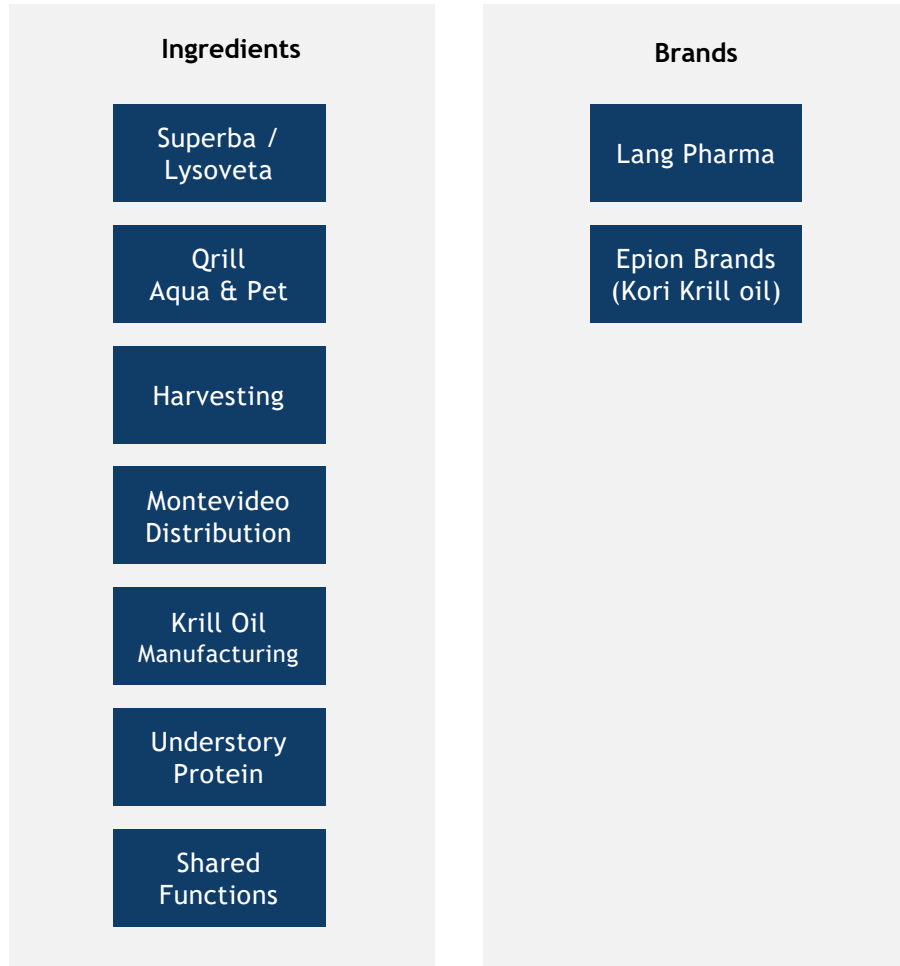 Ingredients
Superba /
Lysoveta
Qrill
Aqua & Pet
Harvesting
Montevideo
Distribution
Krill Oil
Manufacturing
Understory
Protein
Shared
Functions
Brands
Lang Pharma
Epion Brands
(Kori Krill oil)